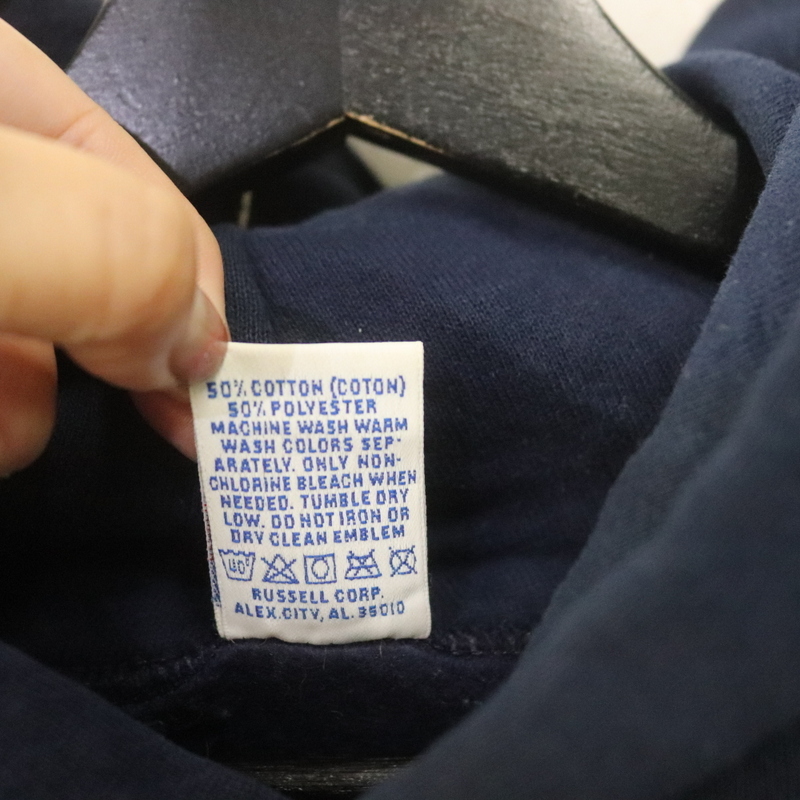 50% COTTON (COTON)
50% POLYESTER
MACHINE WASH WARM
WASH COLORS SEP-
ARATELY. ONLY NON-
CHLORINE BLEACH WHEN
NEEDED. TUMBLE DRY
LOW. DO NOT IRON OR
DRY CLEAN EMBLEM
40°
RUSSELL CORP.
ALEX.CITY, AL. 35010